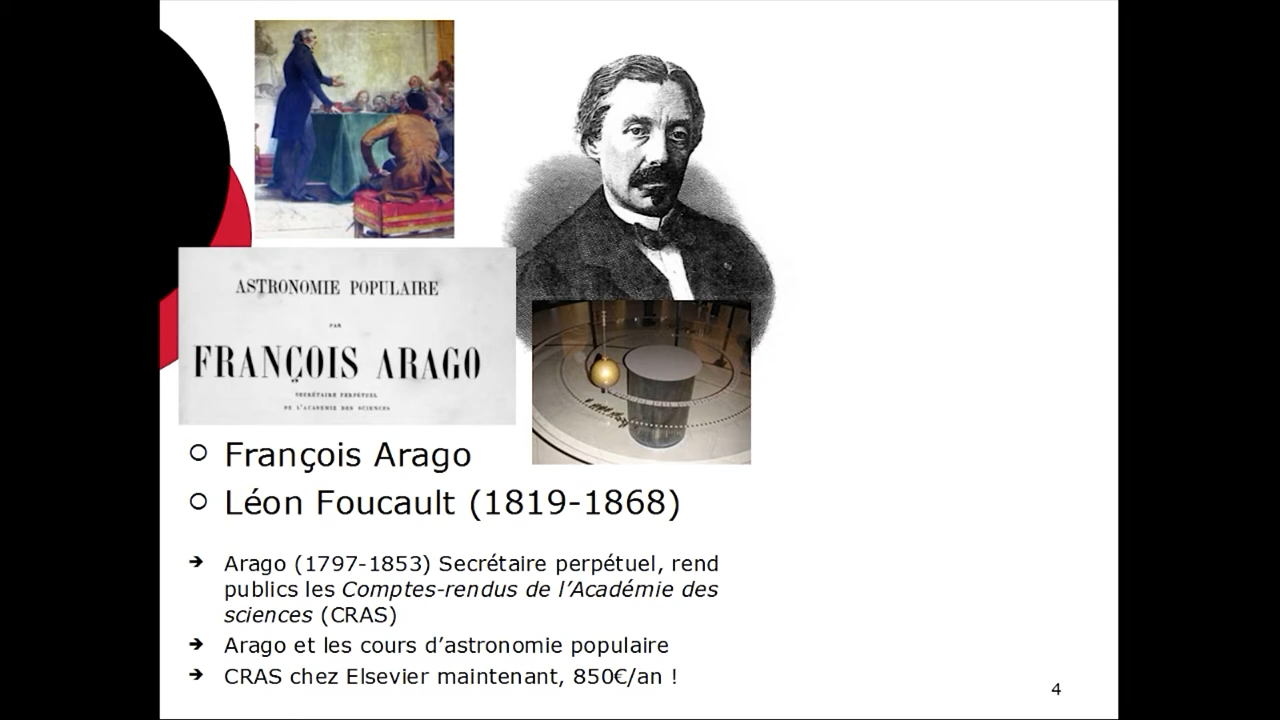 ASTRONOMIE POPULAIRE
PAR
FRANÇOIS ARAGO
SECRÉTAIRE PERPÉTUEL
DE L'ACADÉMIE DES SCIENCES
François Arago
Léon Foucault (1819-1868)
Arago (1797-1853) Secrétaire perpétuel, rend
publics les Comptes-rendus de l’Académie des
sciences (CRAS)
Arago et les cours d’astronomie populaire
CRAS chez Elsevier maintenant, 850€/an !
4